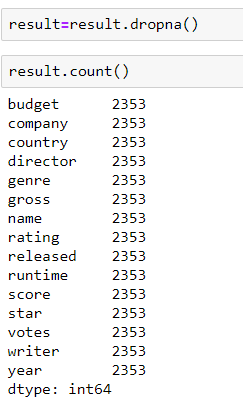 result=result.dropna()
result.count()
budget 2353
company 2353
country 2353
director 2353
genre 2353
gross 2353
name 2353
rating 2353
released 2353
runtime 2353
score 2353
star 2353
votes 2353
writer 2353
year 2353
dtype: int64